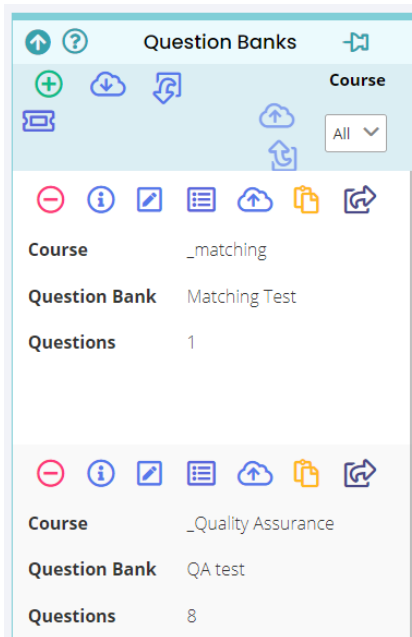 Question Banks
Course
All
Course _matching
Question Bank Matching Test
Questions 1
Course _Quality Assurance
Question Bank QA test
Questions 8